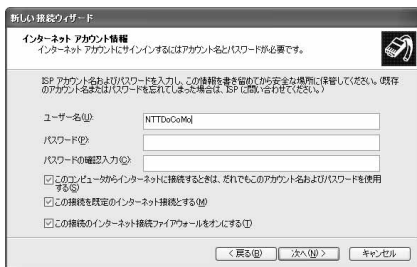 新しい接続ウィザード
インターネット アカウント情報
インターネット アカウントにサインインするにはアカウント名とパスワードが必要です。
ISP アカウント名およびパスワードを入力し、この情報を書き留めてから安全な場所に保管してください。(既存
のアカウント名またはパスワードを忘れてしまった場合は、ISP に問い合わせてください。)
ユーザー名(U):
NTTDoCoMo
パスワード(P):
パスワードの確認入力(C):
このコンピュータからインターネットに接続するときは、だれでもこのアカウント名およびパスワードを使用
する(S)
この接続を既定のインターネット接続とする(M)
この接続のインターネット接続ファイアウォールをオンにする(T)
< 戻る(B)
次へ(N) >
キャンセル